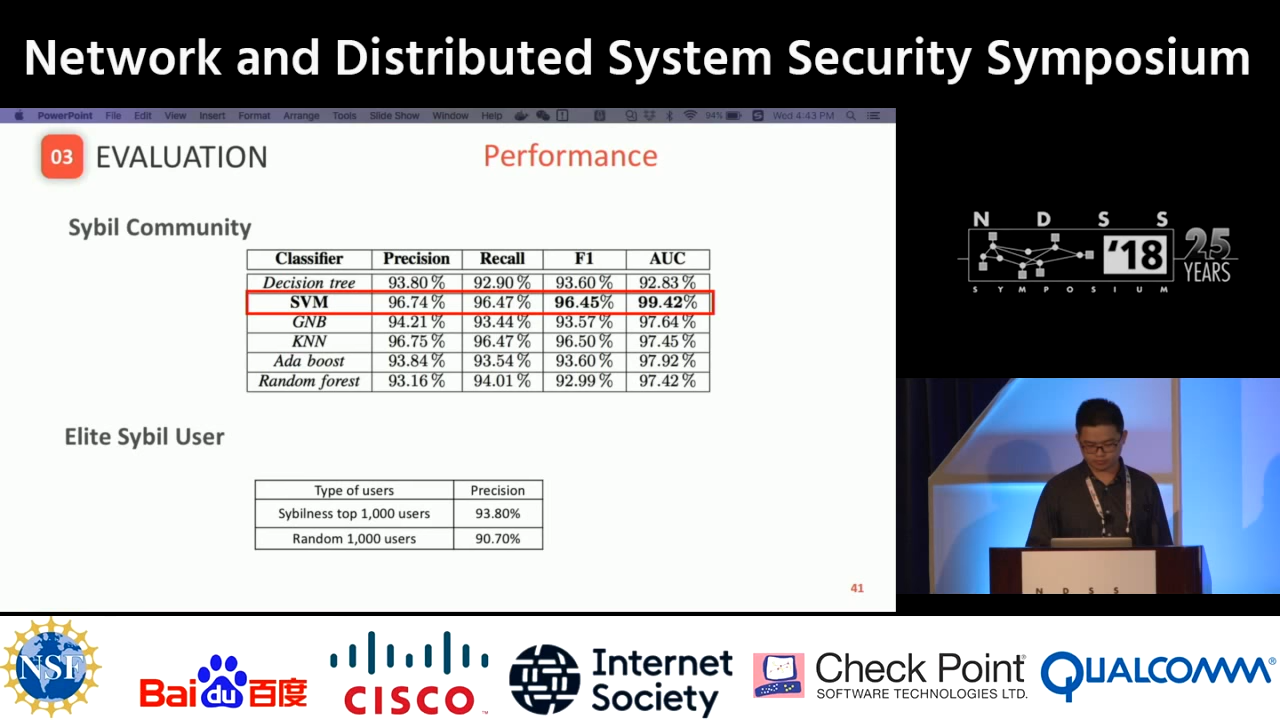 Network and Distributed System Security Symposium
PowerPoint File Edit View Insert Format Arrange Tools Slide Show Window Help 94% Wed 4:43 PM
03 EVALUATION Performance
Sybil Community
Classifier Precision Recall F1 AUC
Decision tree 93.80% 92.90% 93.60% 92.83%
SVM 96.74% 96.47% 96.45% 99.42%
GNB 94.21% 93.44% 93.57% 97.64%
KNN 96.75% 96.47% 96.50% 97.45%
Ada boost 93.84% 93.54% 93.60% 97.92%
Random forest 93.16% 94.01% 92.99% 97.42%
Elite Sybil User
Type of users Precision
Sybilness top 1,000 users 93.80%
Random 1,000 users 90.70%
41
N D S S
'18
25 YEARS
SYMPOSIUM
N D S S
NSF
Baidu百度
CISCO
Internet Society
Check Point
SOFTWARE TECHNOLOGIES LTD.
QUALCOMM